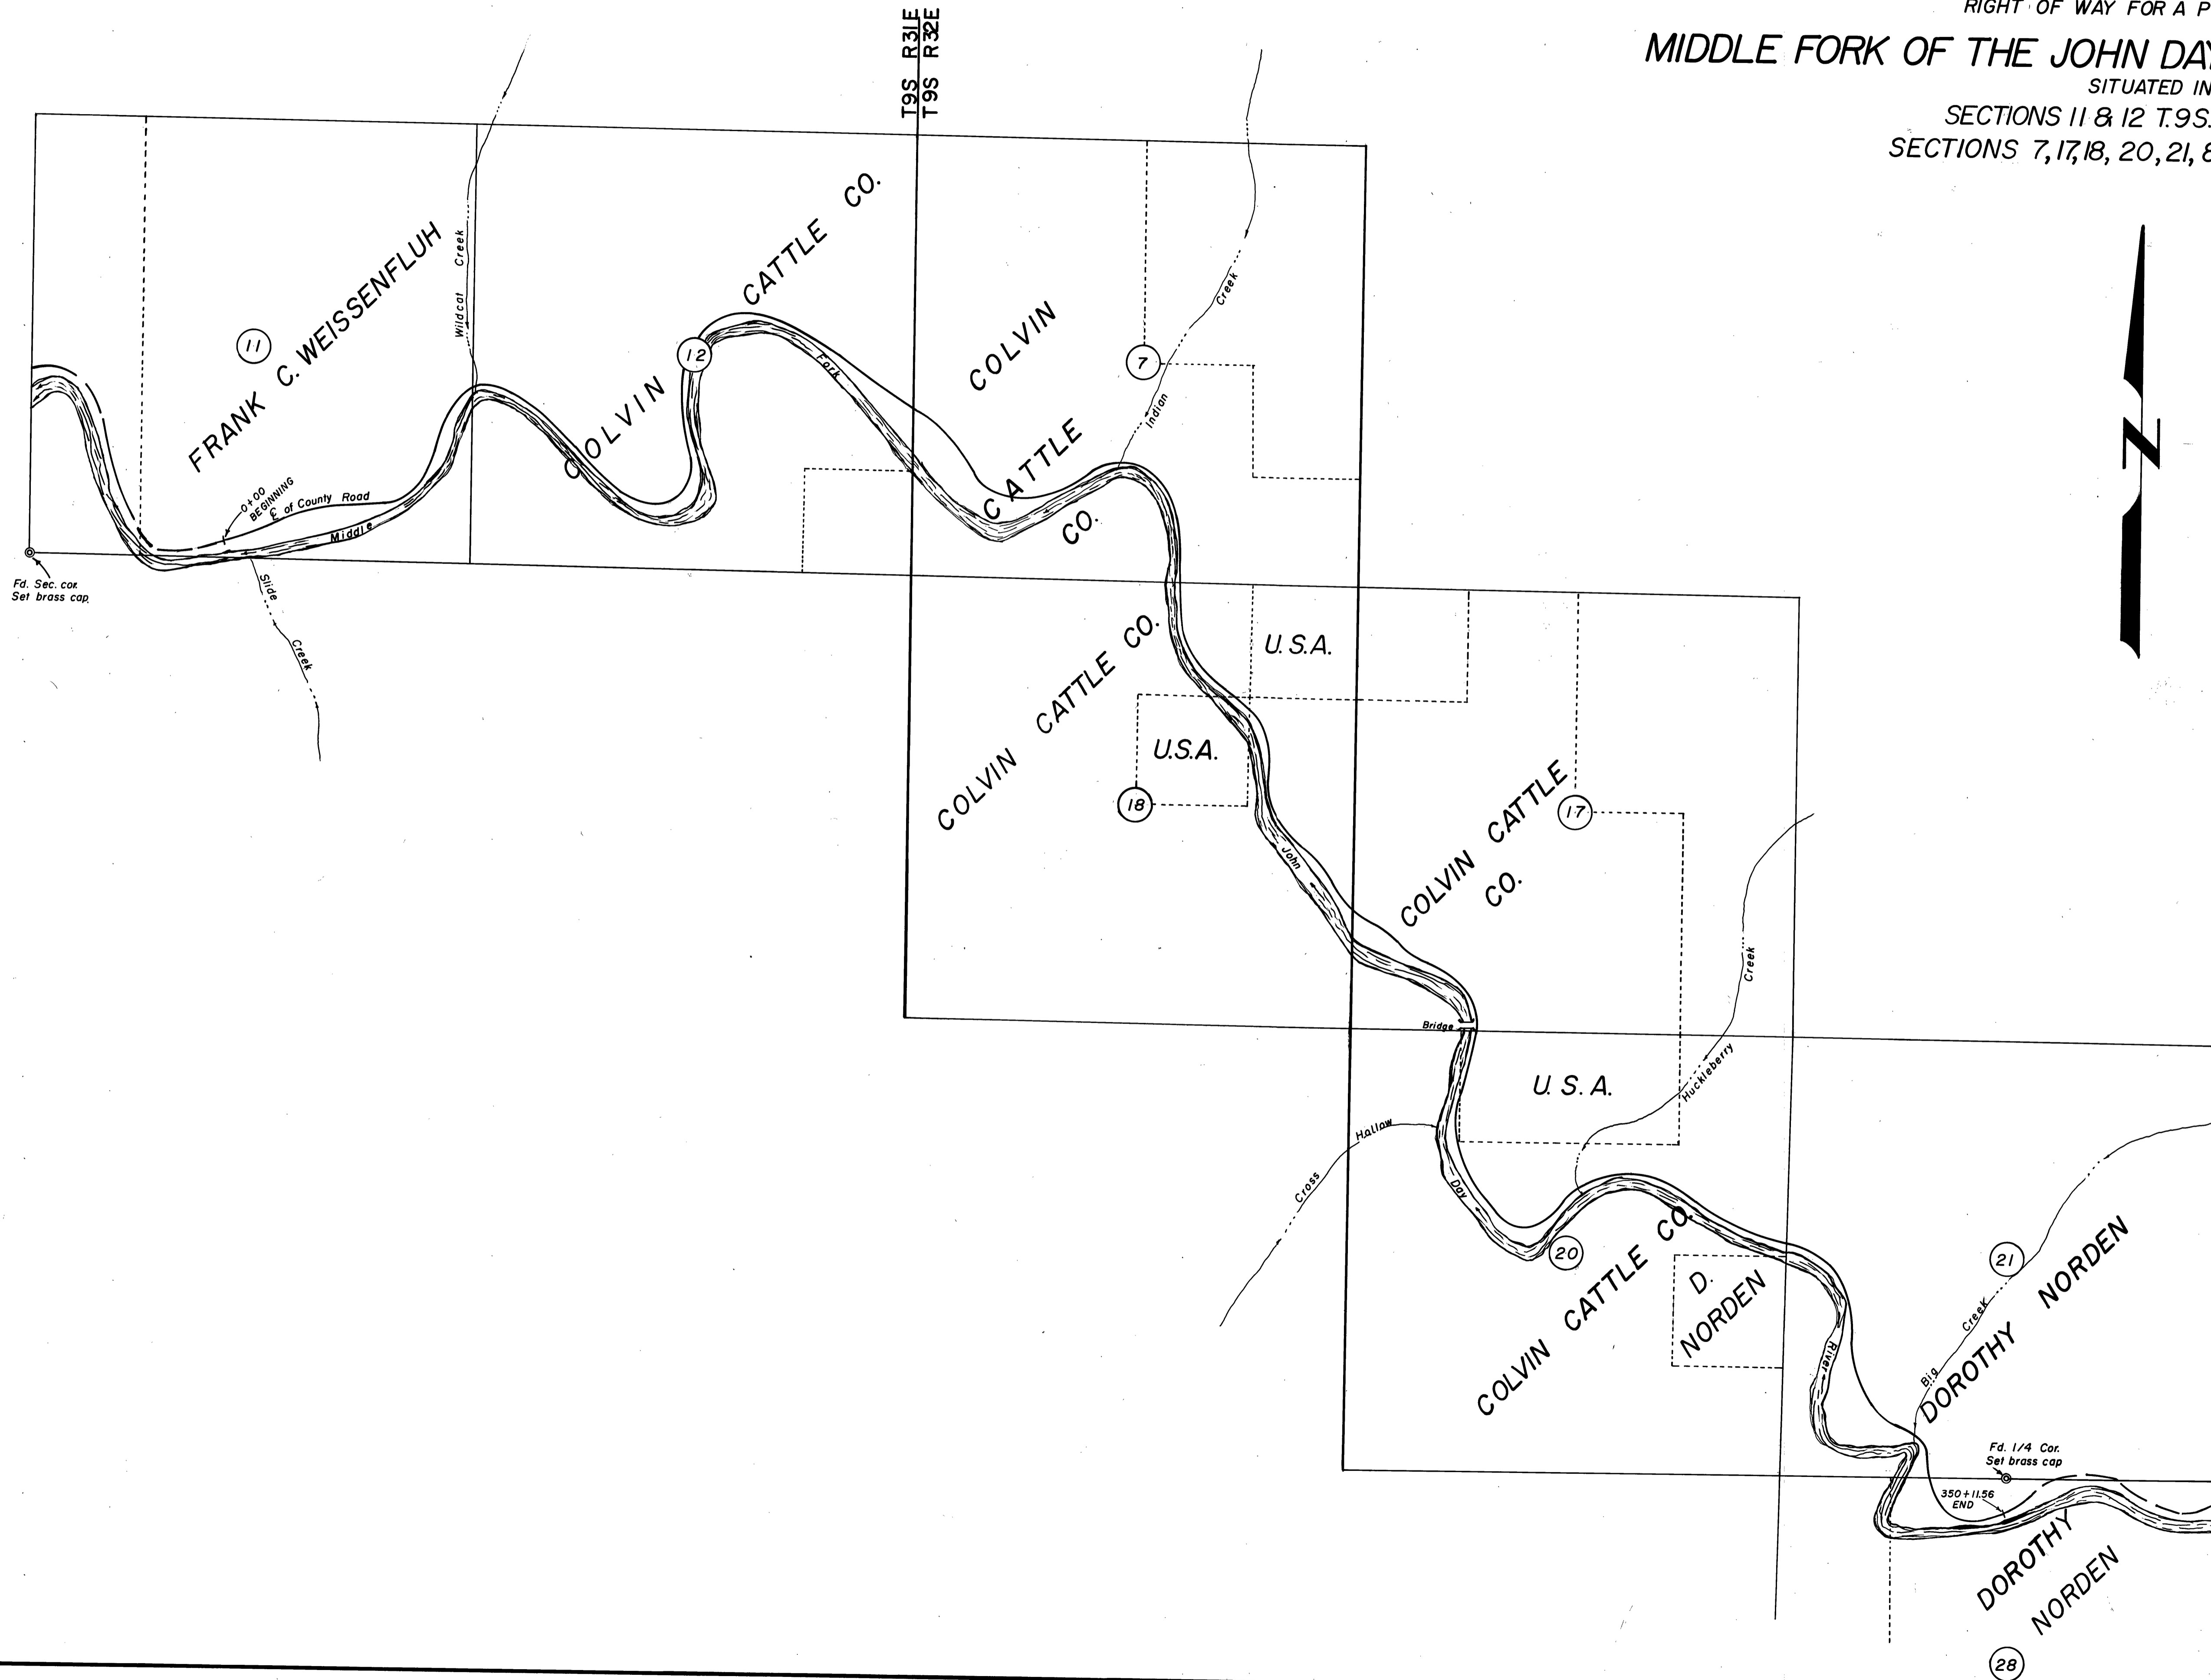 RIGHT OF WAY FOR A P
MIDDLE FORK OF THE JOHN DAY
SITUATED IN
SECTIONS 11 & 12 T.9S.
SECTIONS 7, 17, 18, 20, 21, &
T9S R31E
T9S R32E
N
FRANK C. WEISSENFLUH
11
Wildcat Creek
COLVIN CATTLE CO.
12
COLVIN
CATTLE
CO.
7
Indian Creek
Fork
0+00
BEGINNING
℄ of County Road
Middle
Fd. Sec. cor.
Set brass cap.
Slide
Creek
COLVIN CATTLE CO.
U.S.A.
U.S.A.
18
John
COLVIN CATTLE
CO.
17
Bridge
U. S. A.
Huckleberry Creek
Cross Hollow
Day
20
COLVIN CATTLE CO.
D.
NORDEN
River
21
Big Creek
DOROTHY NORDEN
Fd. 1/4 Cor.
Set brass cap
350+11.56
END
DOROTHY
NORDEN
28